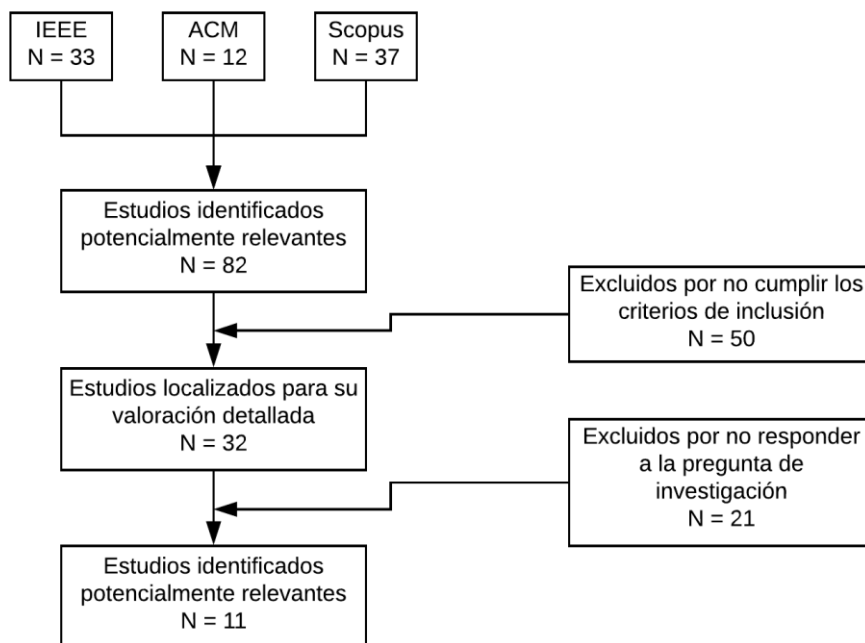 IEEE
N = 33
ACM
N = 12
Scopus
N = 37
Estudios identificados
potencialmente relevantes
N = 82
Excluidos por no cumplir los
criterios de inclusión
N = 50
Estudios localizados para su
valoración detallada
N = 32
Excluidos por no responder
a la pregunta de
investigación
N = 21
Estudios identificados
potencialmente relevantes
N = 11